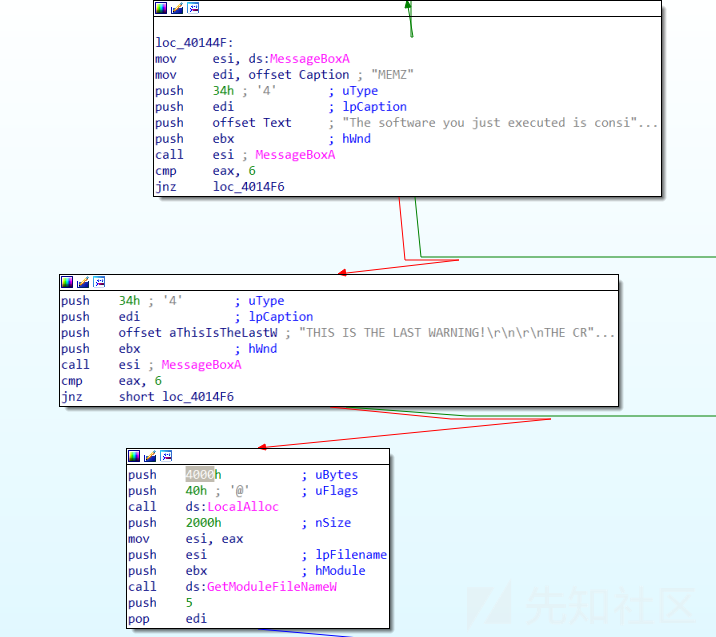 loc_40144F:
mov esi, ds:MessageBoxA
mov edi, offset Caption ; "MEMZ"
push 34h ; '4' ; uType
push edi ; lpCaption
push offset Text ; "The software you just executed is consi"...
push ebx ; hWnd
call esi ; MessageBoxA
cmp eax, 6
jnz loc_4014F6
push 34h ; '4' ; uType
push edi ; lpCaption
push offset aThisIsTheLastW ; "THIS IS THE LAST WARNING!\r\n\r\nTHE CR"...
push ebx ; hWnd
call esi ; MessageBoxA
cmp eax, 6
jnz short loc_4014F6
push 4000h ; uBytes
push 40h ; '@' ; uFlags
call ds:LocalAlloc
push 2000h ; nSize
mov esi, eax
push esi ; lpFilename
push ebx ; hModule
call ds:GetModuleFileNameW
push 5
pop edi
先知社区